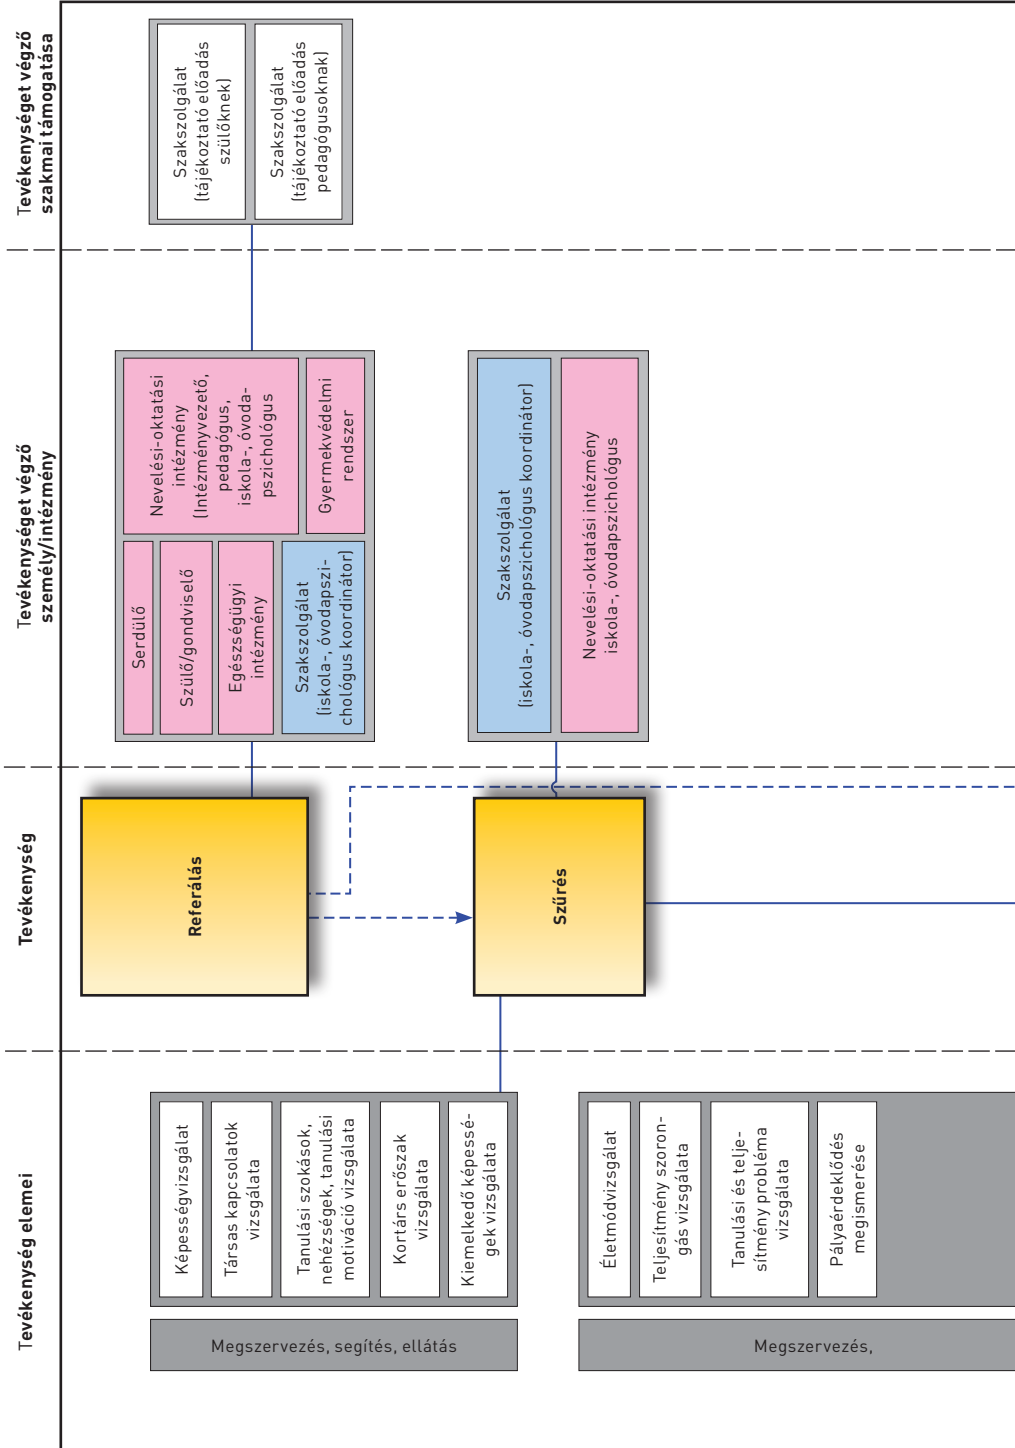 Tevékenység elemei
Tevékenység
Tevékenységet végző
személy/intézmény
Tevékenységet végző
szakmai támogatása
Képességvizsgálat
Társas kapcsolatok
vizsgálata
Tanulási szokások,
nehézségek, tanulási
motiváció vizsgálata
Kortárs erőszak
vizsgálata
Kiemelkedő képessé-
gek vizsgálata
Megszervezés, segítés, ellátás
Életmódvizsgálat
Teljesítmény szoron-
gás vizsgálata
Tanulási és telje-
sítmény probléma
vizsgálata
Pályaérdeklődés
megismerése
Megszervezés,
Referálás
Szűrés
Serdülő
Szülő/gondviselő
Egészségügyi
intézmény
Szakszolgálat
(iskola-, óvodapszi-
chológus koordinátor)
Nevelési-oktatási
intézmény
(Intézményvezető,
pedagógus,
iskola-, óvoda-
pszichológus
Gyermekvédelmi
rendszer
Szakszolgálat
(iskola-, óvodapszichológus koordinátor)
Nevelési-oktatási intézmény
iskola-, óvodapszichológus
Szakszolgálat
(tájékoztató előadás
szülőknek)
Szakszolgálat
(tájékoztató előadás
pedagógusoknak)